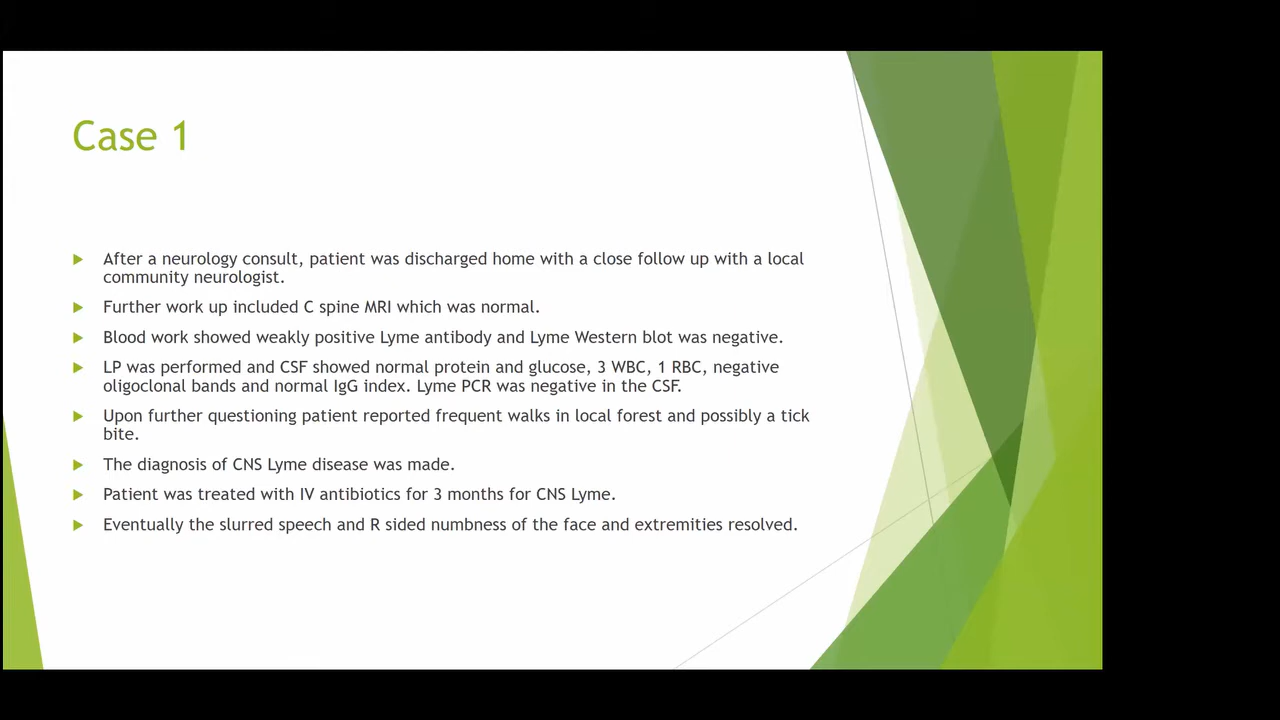 Case 1
After a neurology consult, patient was discharged home with a close follow up with a local
community neurologist.
Further work up included C spine MRI which was normal.
Blood work showed weakly positive Lyme antibody and Lyme Western blot was negative.
LP was performed and CSF showed normal protein and glucose, 3 WBC, 1 RBC, negative
oligoclonal bands and normal IgG index. Lyme PCR was negative in the CSF.
Upon further questioning patient reported frequent walks in local forest and possibly a tick
bite.
The diagnosis of CNS Lyme disease was made.
Patient was treated with IV antibiotics for 3 months for CNS Lyme.
Eventually the slurred speech and R sided numbness of the face and extremities resolved.